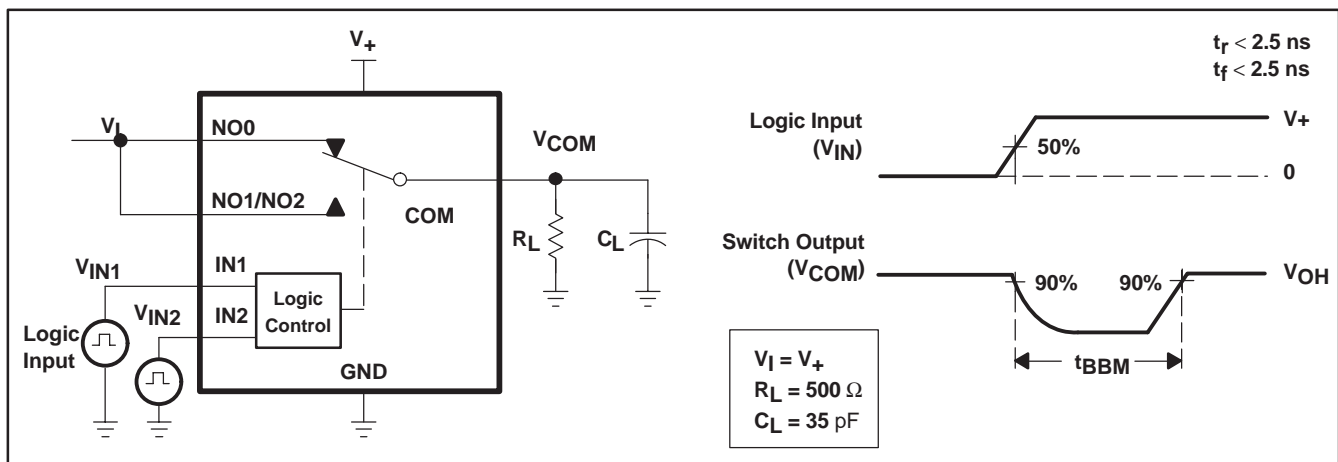 V+
VI
NO0
NO1/NO2
VCOM
COM
RL
CL
VIN1
IN1
VIN2
IN2
Logic
Control
Logic
Input
GND
tr < 2.5 ns
tf < 2.5 ns
Logic Input
(VIN)
50%
V+
0
Switch Output
(VCOM)
90%
90%
VOH
tBBM
VI = V+
RL = 500 Ω
CL = 35 pF